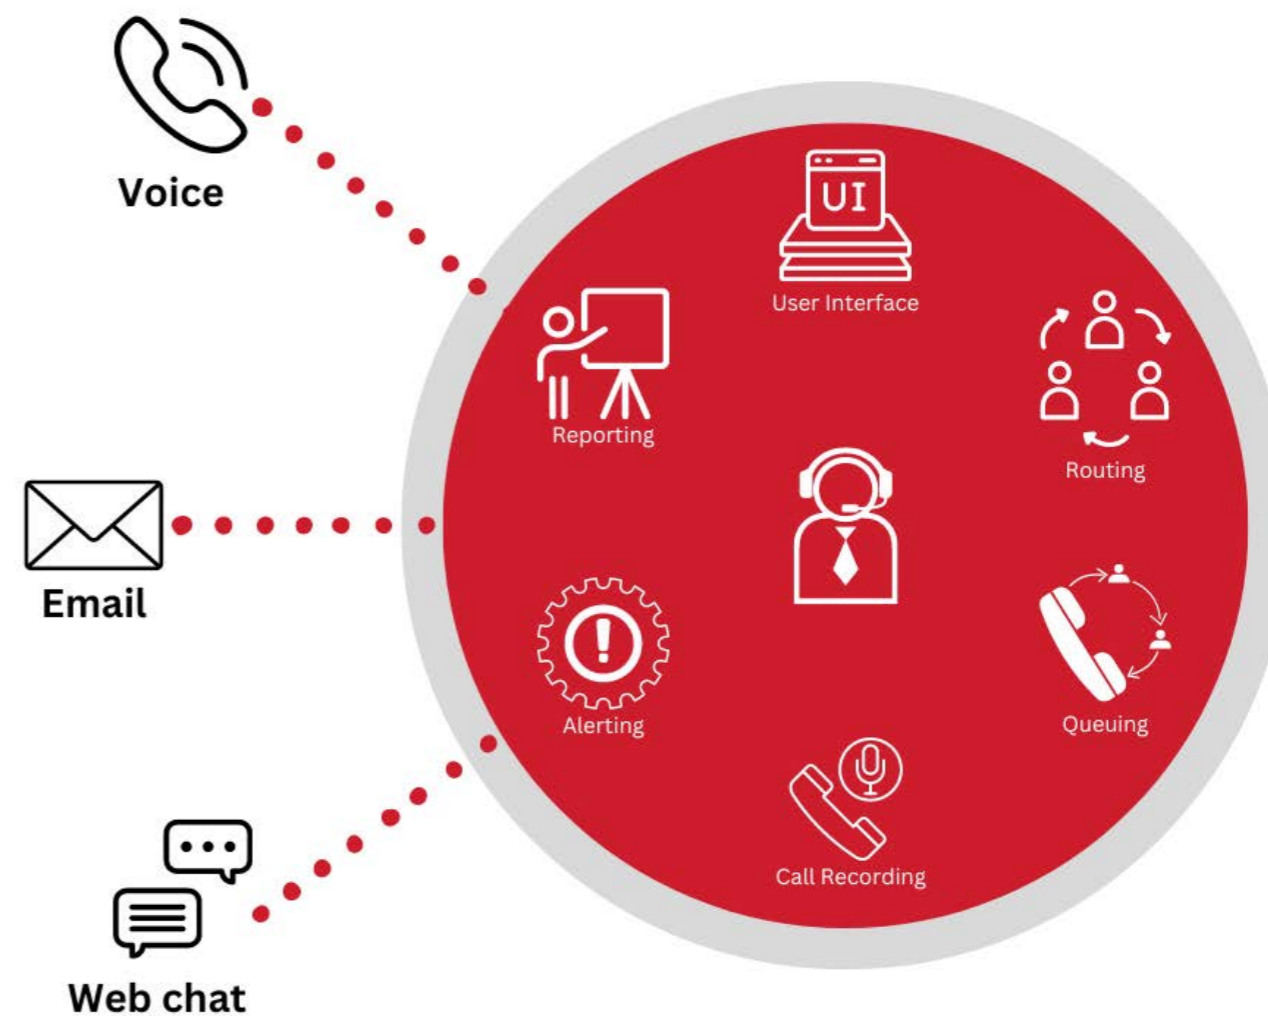 Voice
UI
User Interface
Reporting
Routing
Email
Alerting
Queuing
Call Recording
Web chat